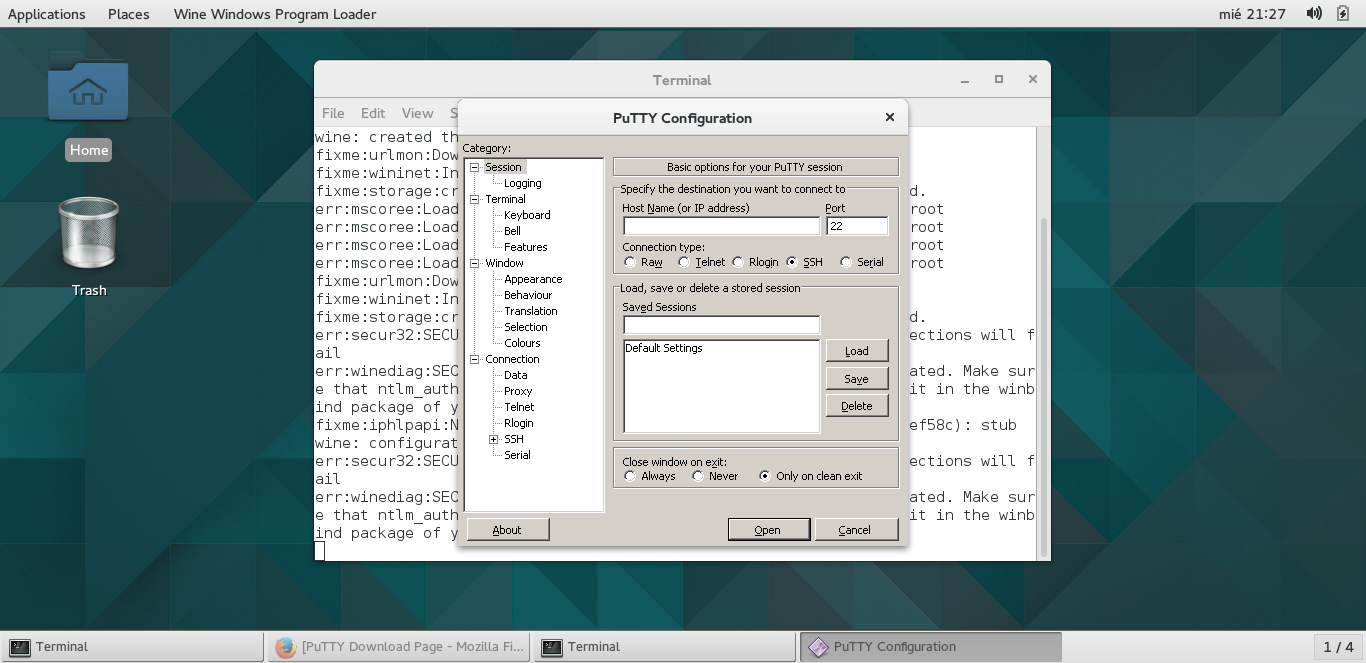 Applications Places Wine Windows Program Loader mié 21:27
Home
Trash
Terminal
File Edit View S
wine: created th
fixme:urlmon:Dow
fixme:wininet:In
fixme:storage:cr d.
err:mscoree:Load root
err:mscoree:Load root
err:mscoree:Load root
err:mscoree:Load root
fixme:urlmon:Dow
fixme:wininet:In
fixme:storage:cr d.
err:secur32:SECU ections will f
ail
err:winediag:SEC ated. Make sur
e that ntlm_auth it in the winb
ind package of y
fixme:iphlpapi:N ef58c): stub
wine: configurat
err:secur32:SECU ections will f
ail
err:winediag:SEC ated. Make sur
e that ntlm_auth it in the winb
ind package of y
PuTTY Configuration
Category:
Session
Logging
Terminal
Keyboard
Bell
Features
Window
Appearance
Behaviour
Translation
Selection
Colours
Connection
Data
Proxy
Telnet
Rlogin
SSH
Serial
Basic options for your PuTTY session
Specify the destination you want to connect to
Host Name (or IP address) Port
22
Connection type:
Raw Telnet Rlogin SSH Serial
Load, save or delete a stored session
Saved Sessions
Default Settings
Load
Save
Delete
Close window on exit:
Always Never Only on clean exit
About Open Cancel
Terminal [PuTTY Download Page - Mozilla Fi... Terminal PuTTY Configuration 1 / 4